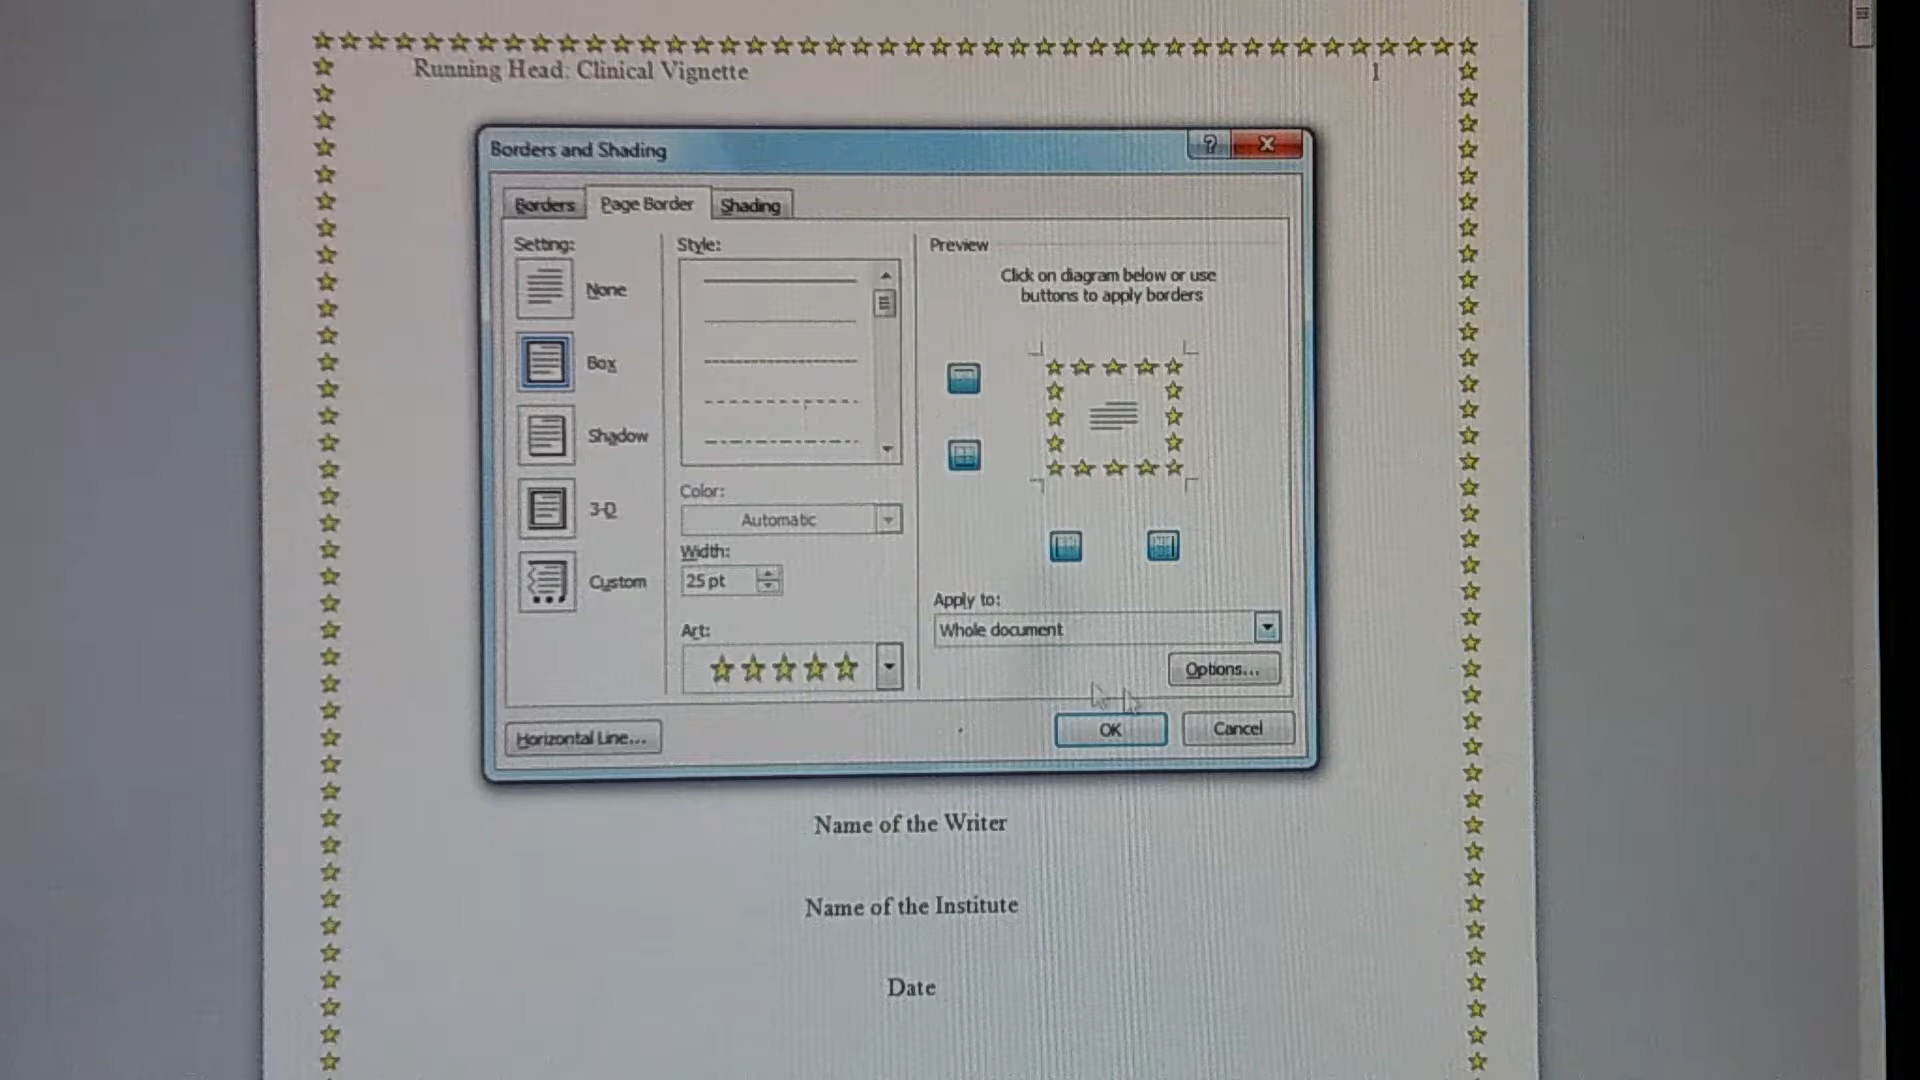 Running Head: Clinical Vignette 1
Borders and Shading
?
Borders Page Border Shading
Setting:
None
Box
Shadow
3-D
Custom
Style:
Color:
Automatic
Width:
25 pt
Art:
Preview
Click on diagram below or use
buttons to apply borders
Apply to:
Whole document
Options...
Horizontal Line...
OK Cancel
Name of the Writer
Name of the Institute
Date